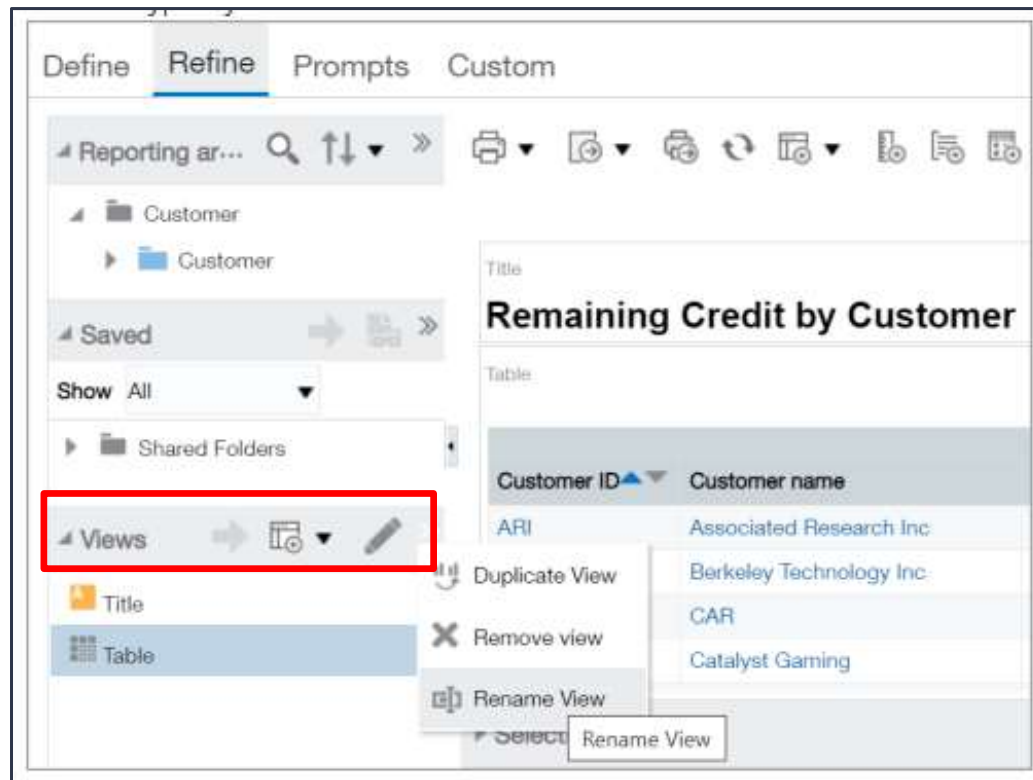 Define Refine Prompts Custom
Reporting ar...
Customer
Customer
Title
Remaining Credit by Customer
Saved
Table
Show All
Shared Folders
Customer ID Customer name
ARI Associated Research Inc
Views
Duplicate View
Berkeley Technology Inc
Title
CAR
Remove view
Table
Catalyst Gaming
Rename View
Select
Rename View